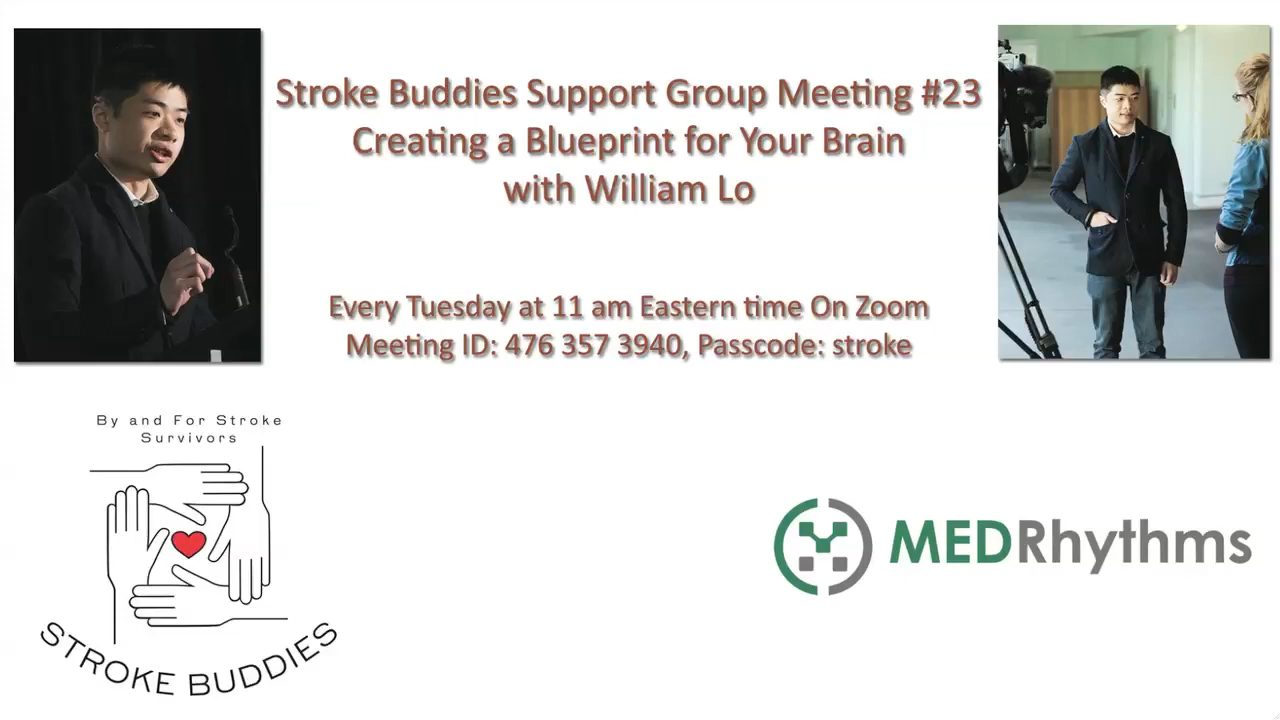 Stroke Buddies Support Group Meeting #23
Creating a Blueprint for Your Brain
with William Lo
Every Tuesday at 11 am Eastern time On Zoom
Meeting ID: 476 357 3940, Passcode: stroke
By and For Stroke
Survivors
STROKE BUDDIES
MEDRhythms